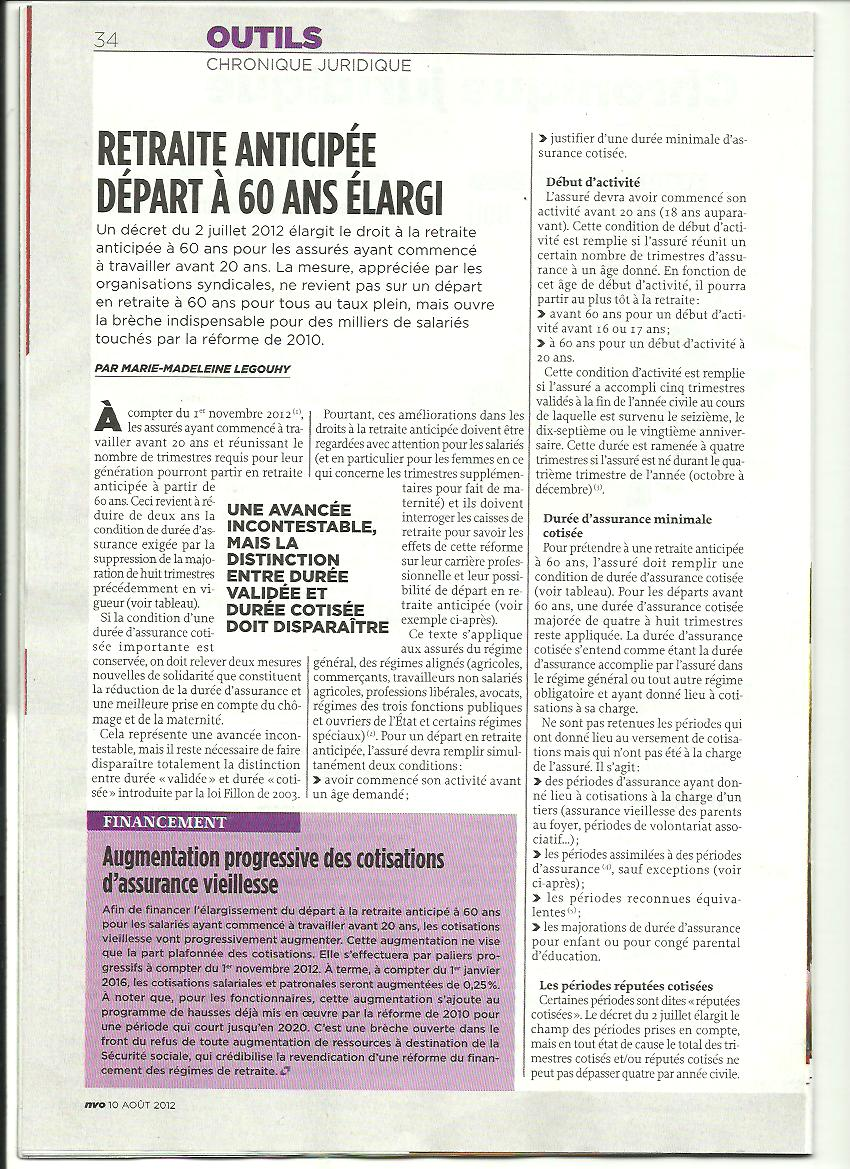 34
OUTILS
CHRONIQUE JURIDIQUE
RETRAITE ANTICIPÉE
DÉPART À 60 ANS ÉLARGI
Un décret du 2 juillet 2012 élargit le droit à la retraite
anticipée à 60 ans pour les assurés ayant commencé
à travailler avant 20 ans. La mesure, appréciée par les
organisations syndicales, ne revient pas sur un départ
en retraite à 60 ans pour tous au taux plein, mais ouvre
la brèche indispensable pour des milliers de salariés
touchés par la réforme de 2010.
PAR MARIE-MADELEINE LEGOUHY
À compter du 1er novembre 2012 (1),
les assurés ayant commencé à tra-
vailler avant 20 ans et réunissant le
nombre de trimestres requis pour leur
génération pourront partir en retraite
anticipée à partir de
60 ans. Ceci revient à ré-
duire de deux ans la
condition de durée d'as-
surance exigée par la
suppression de la majo-
ration de huit trimestres
précédemment en vi-
gueur (voir tableau).
Si la condition d'une
durée d'assurance coti-
sée importante est
conservée, on doit relever deux mesures
nouvelles de solidarité que constituent
la réduction de la durée d'assurance et
une meilleure prise en compte du chô-
mage et de la maternité.
Cela représente une avancée incon-
testable, mais il reste nécessaire de faire
disparaître totalement la distinction
entre durée « validée » et durée « coti-
sée » introduite par la loi Fillon de 2003.
UNE AVANCÉE
INCONTESTABLE,
MAIS LA
DISTINCTION
ENTRE DURÉE
VALIDÉE ET
DURÉE COTISÉE
DOIT DISPARAÎTRE
Pourtant, ces améliorations dans les
droits à la retraite anticipée doivent être
regardées avec attention pour les salariés
(et en particulier pour les femmes en ce
qui concerne les trimestres supplémen-
taires pour fait de ma-
ternité) et ils doivent
interroger les caisses de
retraite pour savoir les
effets de cette réforme
sur leur carrière profes-
sionnelle et leur possi-
bilité de départ en re-
traite anticipée (voir
exemple ci-après).
Ce texte s'applique
aux assurés du régime
général, des régimes alignés (agricoles,
commerçants, travailleurs non salariés
agricoles, professions libérales, avocats,
régimes des trois fonctions publiques
et ouvriers de l'État et certains régimes
spéciaux) (2). Pour un départ en retraite
anticipée, l'assuré devra remplir simul-
tanément deux conditions :
› avoir commencé son activité avant
un âge demandé ;
› justifier d'une durée minimale d'as-
surance cotisée.
Début d'activité
L'assuré devra avoir commencé son
activité avant 20 ans (18 ans aupara-
vant). Cette condition de début d'acti-
vité est remplie si l'assuré réunit un
certain nombre de trimestres d'assu-
rance à un âge donné. En fonction de
cet âge de début d'activité, il pourra
partir au plus tôt à la retraite :
› avant 60 ans pour un début d'acti-
vité avant 16 ou 17 ans ;
› à 60 ans pour un début d'activité à
20 ans.
Cette condition d'activité est remplie
si l'assuré a accompli cinq trimestres
validés à la fin de l'année civile au cours
de laquelle est survenu le seizième, le
dix-septième ou le vingtième anniver-
saire. Cette durée est ramenée à quatre
trimestres si l'assuré est né durant le qua-
trième trimestre de l'année (octobre à
décembre) (3).
Durée d'assurance minimale
cotisée
Pour prétendre à une retraite anticipée
à 60 ans, l'assuré doit remplir une
condition de durée d'assurance cotisée
(voir tableau). Pour les départs avant
60 ans, une durée d'assurance cotisée
majorée de quatre à huit trimestres
reste appliquée. La durée d'assurance
cotisée s'entend comme étant la durée
d'assurance accomplie par l'assuré dans
le régime général ou tout autre régime
obligatoire et ayant donné lieu à coti-
sations à sa charge.
Ne sont pas retenues les périodes qui
ont donné lieu au versement de cotisa-
tions mais qui n'ont pas été à la charge
de l'assuré. Il s'agit :
› des périodes d'assurance ayant don-
né lieu à cotisations à la charge d'un
tiers (assurance vieillesse des parents
au foyer, périodes de volontariat asso-
ciatif...) ;
› les périodes assimilées à des périodes
d'assurance (4), sauf exceptions (voir
ci-après) ;
› les périodes reconnues équiva-
lentes (5) ;
› les majorations de durée d'assurance
pour enfant ou pour congé parental
d'éducation.
Les périodes réputées cotisées
Certaines périodes sont dites « réputées
cotisées ». Le décret du 2 juillet élargit le
champ des périodes prises en compte,
mais en tout état de cause le total des tri-
mestres cotisés et/ou réputés cotisés ne
peut pas dépasser quatre par année civile.
FINANCEMENT
Augmentation progressive des cotisations
d'assurance vieillesse
Afin de financer l'élargissement du départ à la retraite anticipé à 60 ans
pour les salariés ayant commencé à travailler avant 20 ans, les cotisations
vieillesse vont progressivement augmenter. Cette augmentation ne vise
que la part plafonnée des cotisations. Elle s'effectuera par paliers pro-
gressifs à compter du 1er novembre 2012. À terme, à compter du 1er janvier
2016, les cotisations salariales et patronales seront augmentées de 0,25%.
À noter que, pour les fonctionnaires, cette augmentation s'ajoute au
programme de hausses déjà mis en œuvre par la réforme de 2010 pour
une période qui court jusqu'en 2020. C'est une brèche ouverte dans le
front du refus de toute augmentation de ressources à destination de la
Sécurité sociale, qui crédibilise la revendication d'une réforme du finan-
cement des régimes de retraite.
nvo 10 AOÛT 2012